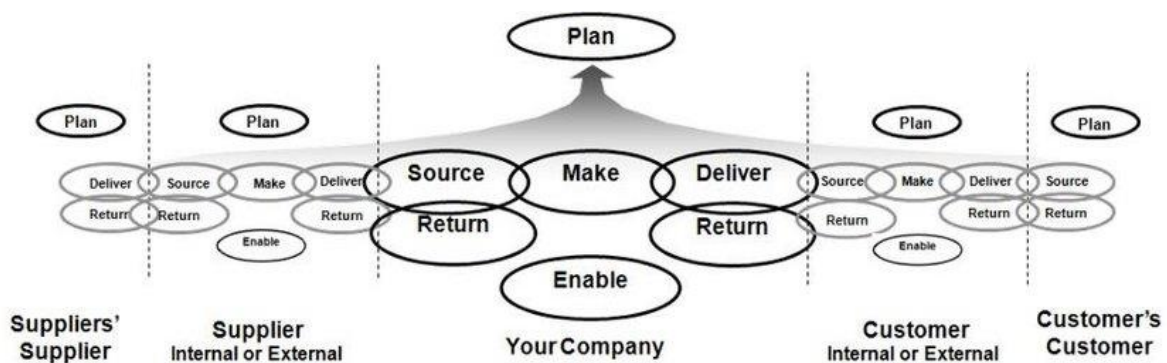 Plan
Plan Plan Plan Plan
Deliver Source Make Deliver Source Make Deliver Source Make Deliver Source
Return Return Return Return Return Return Return Return
Enable Enable Enable
Suppliers' Supplier Your Company Customer Customer's
Supplier Internal or External Internal or External Customer